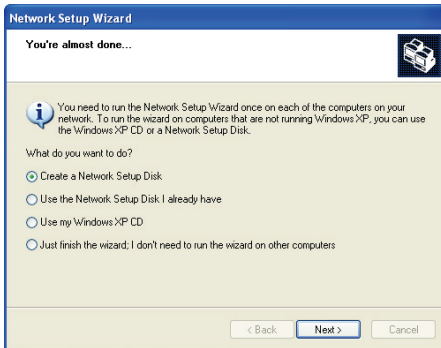 Network Setup Wizard
You're almost done...
You need to run the Network Setup Wizard once on each of the computers on your
network. To run the wizard on computers that are not running Windows XP, you can use
the Windows XP CD or a Network Setup Disk.
What do you want to do?
Create a Network Setup Disk
Use the Network Setup Disk I already have
Use my Windows XP CD
Just finish the wizard; I don't need to run the wizard on other computers
< Back Next > Cancel